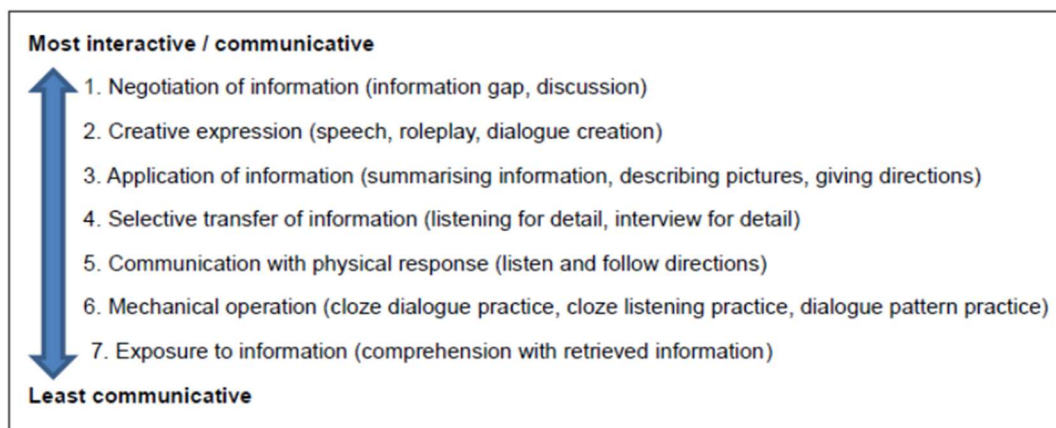 Most interactive / communicative
1. Negotiation of information (information gap, discussion)
2. Creative expression (speech, roleplay, dialogue creation)
3. Application of information (summarising information, describing pictures, giving directions)
4. Selective transfer of information (listening for detail, interview for detail)
5. Communication with physical response (listen and follow directions)
6. Mechanical operation (cloze dialogue practice, cloze listening practice, dialogue pattern practice)
7. Exposure to information (comprehension with retrieved information)
Least communicative